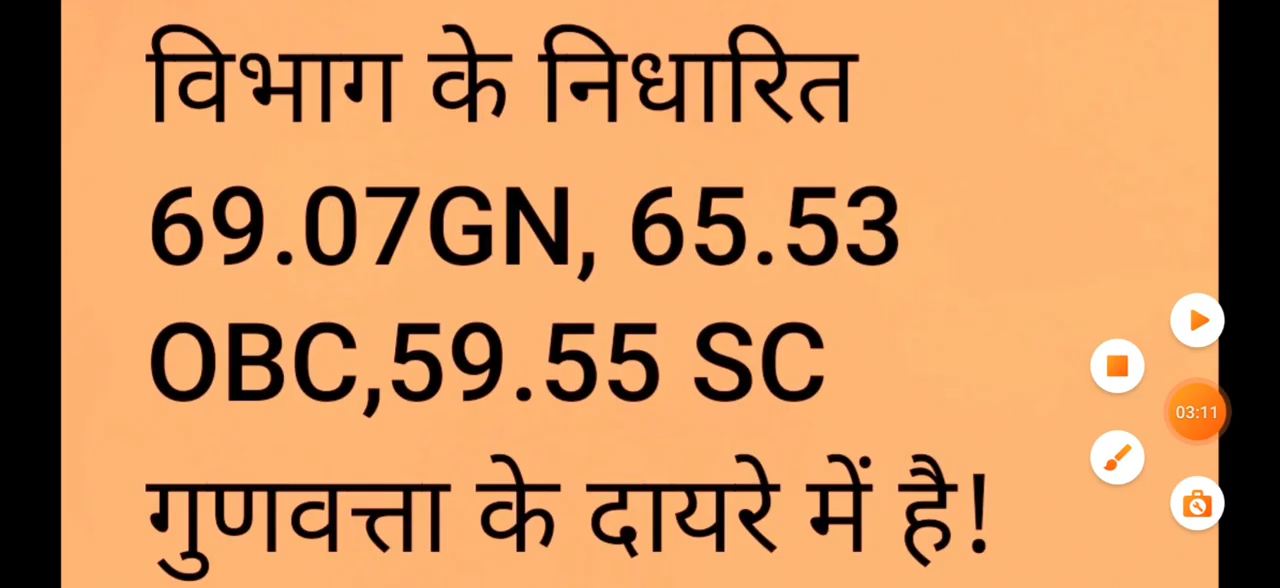 विभाग के निधारित
69.07GN, 65.53
OBC,59.55 SC
गुणवत्ता के दायरे में है!
03:11